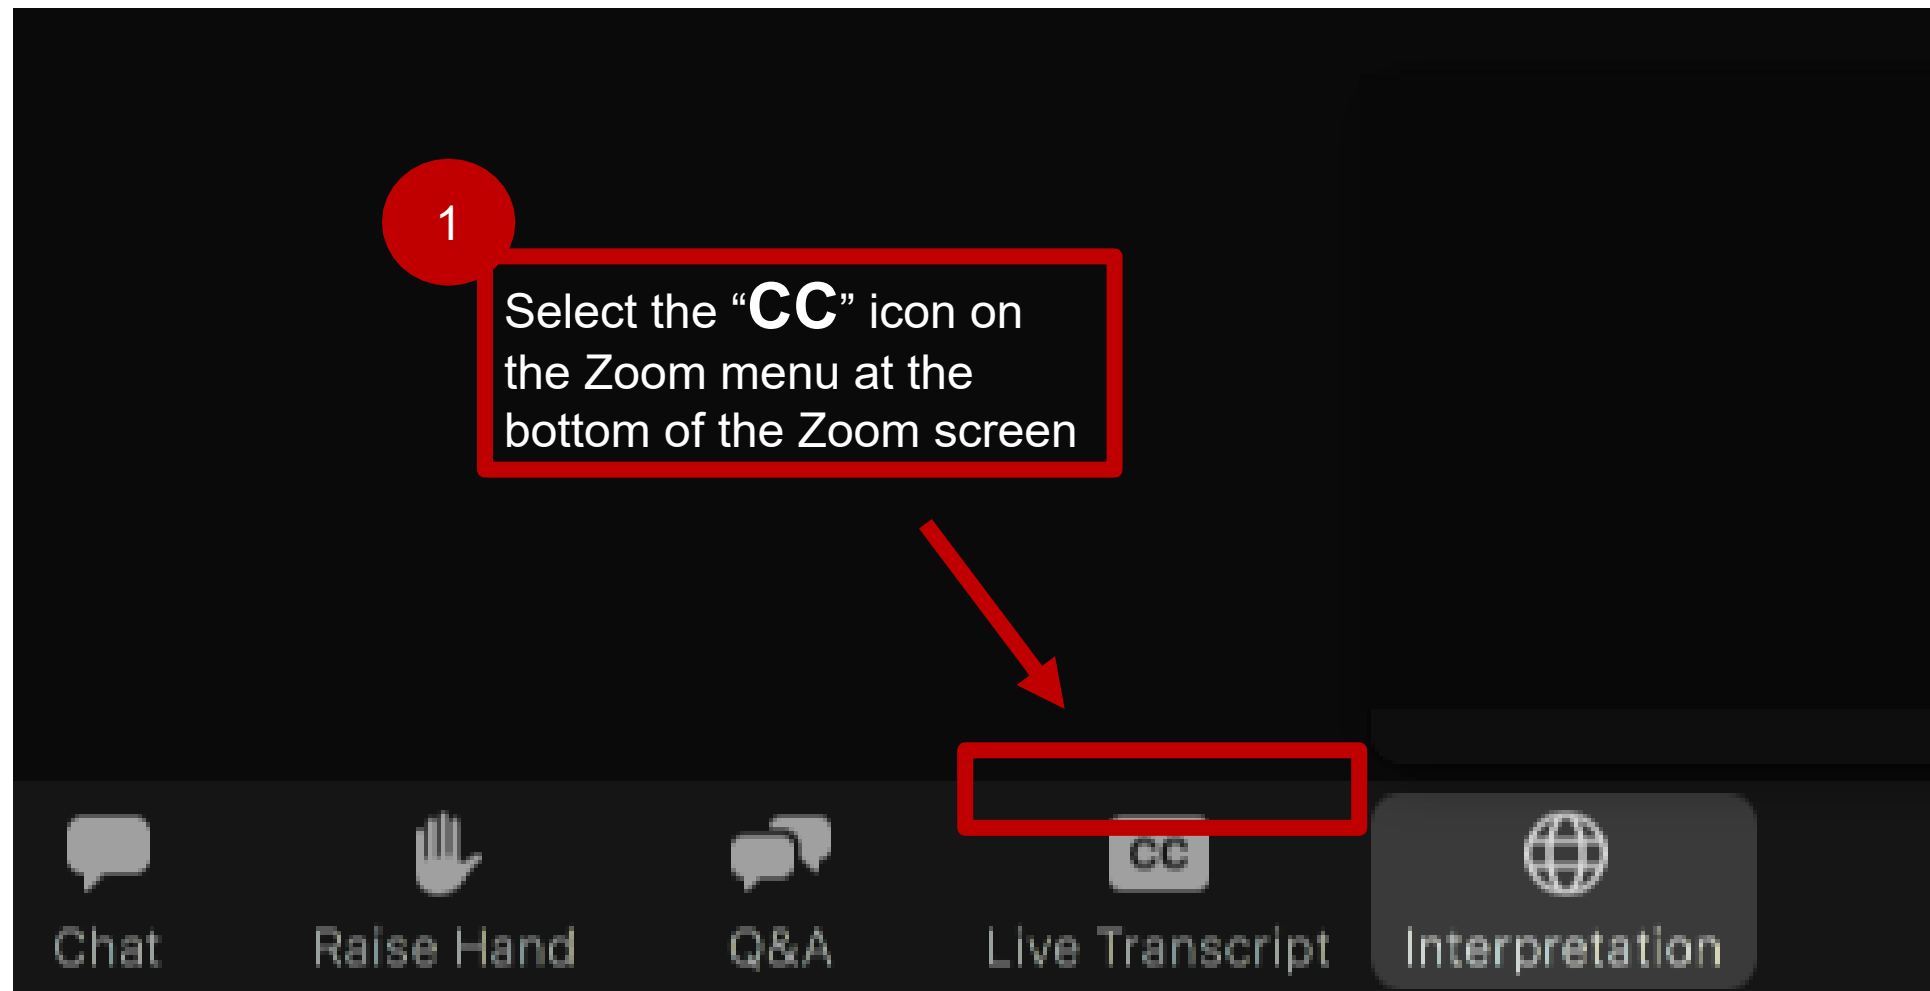 1
Select the “CC” icon on
the Zoom menu at the
bottom of the Zoom screen
CC
Chat
Raise Hand
Q&A
Live Transcript
Interpretation